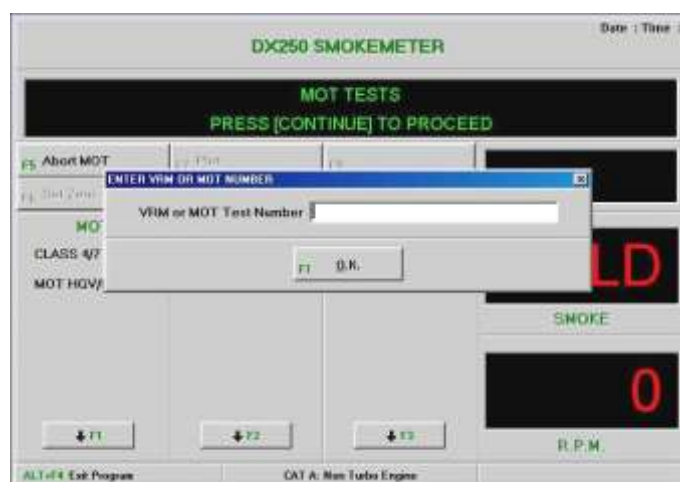 Date : Time :
DX250 SMOKEMETER
MOT TESTS
PRESS [CONTINUE] TO PROCEED
F5 Abort MOT
ENTER VRM OR MOT NUMBER
VRM or MOT Test Number
MO
CLASS 4/7
MOT HGV/
F1 O.K.
LD
SMOKE
0
R.P.M.
F1
F2
F3
ALT+F4 Exit Program
CAT A: Non Turbo Engine